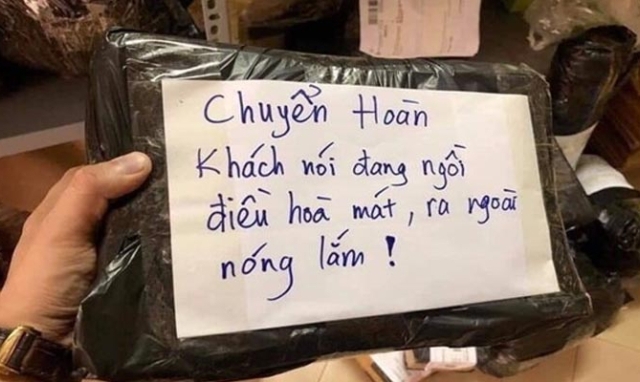 Chuyển Hoàn
Khách nói đang ngồi
điều hoà mát, ra ngoài
nóng lắm !